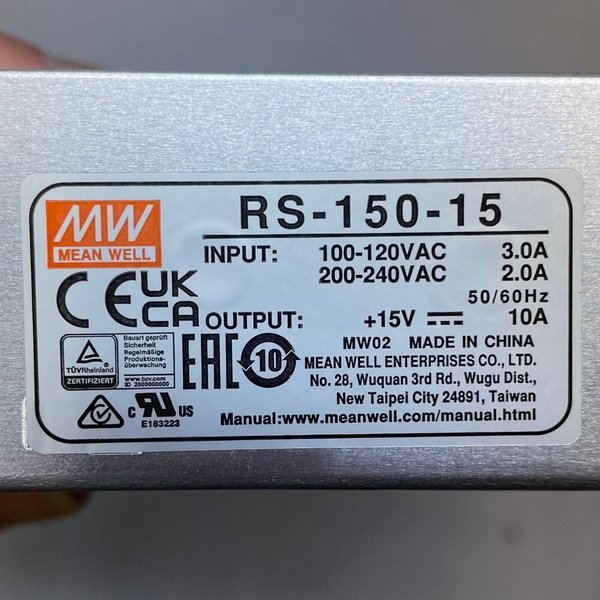 MW
MEAN WELL
RS-150-15
INPUT: 100-120VAC 3.0A
200-240VAC 2.0A
50/60Hz
OUTPUT: +15V 10A
CE UK CA
EAC
10
TÜVRheinland
ZERTIFIZIERT
Bauart geprüft
Sicherheit
Regelmäßige
Produktions-
überwachung
www.tuv.com
ID 2000000000
MW02 MADE IN CHINA
MEAN WELL ENTERPRISES CO., LTD.
No. 28, Wuquan 3rd Rd., Wugu Dist.,
New Taipei City 24891, Taiwan
c RU US
E183223
Manual:www.meanwell.com/manual.html